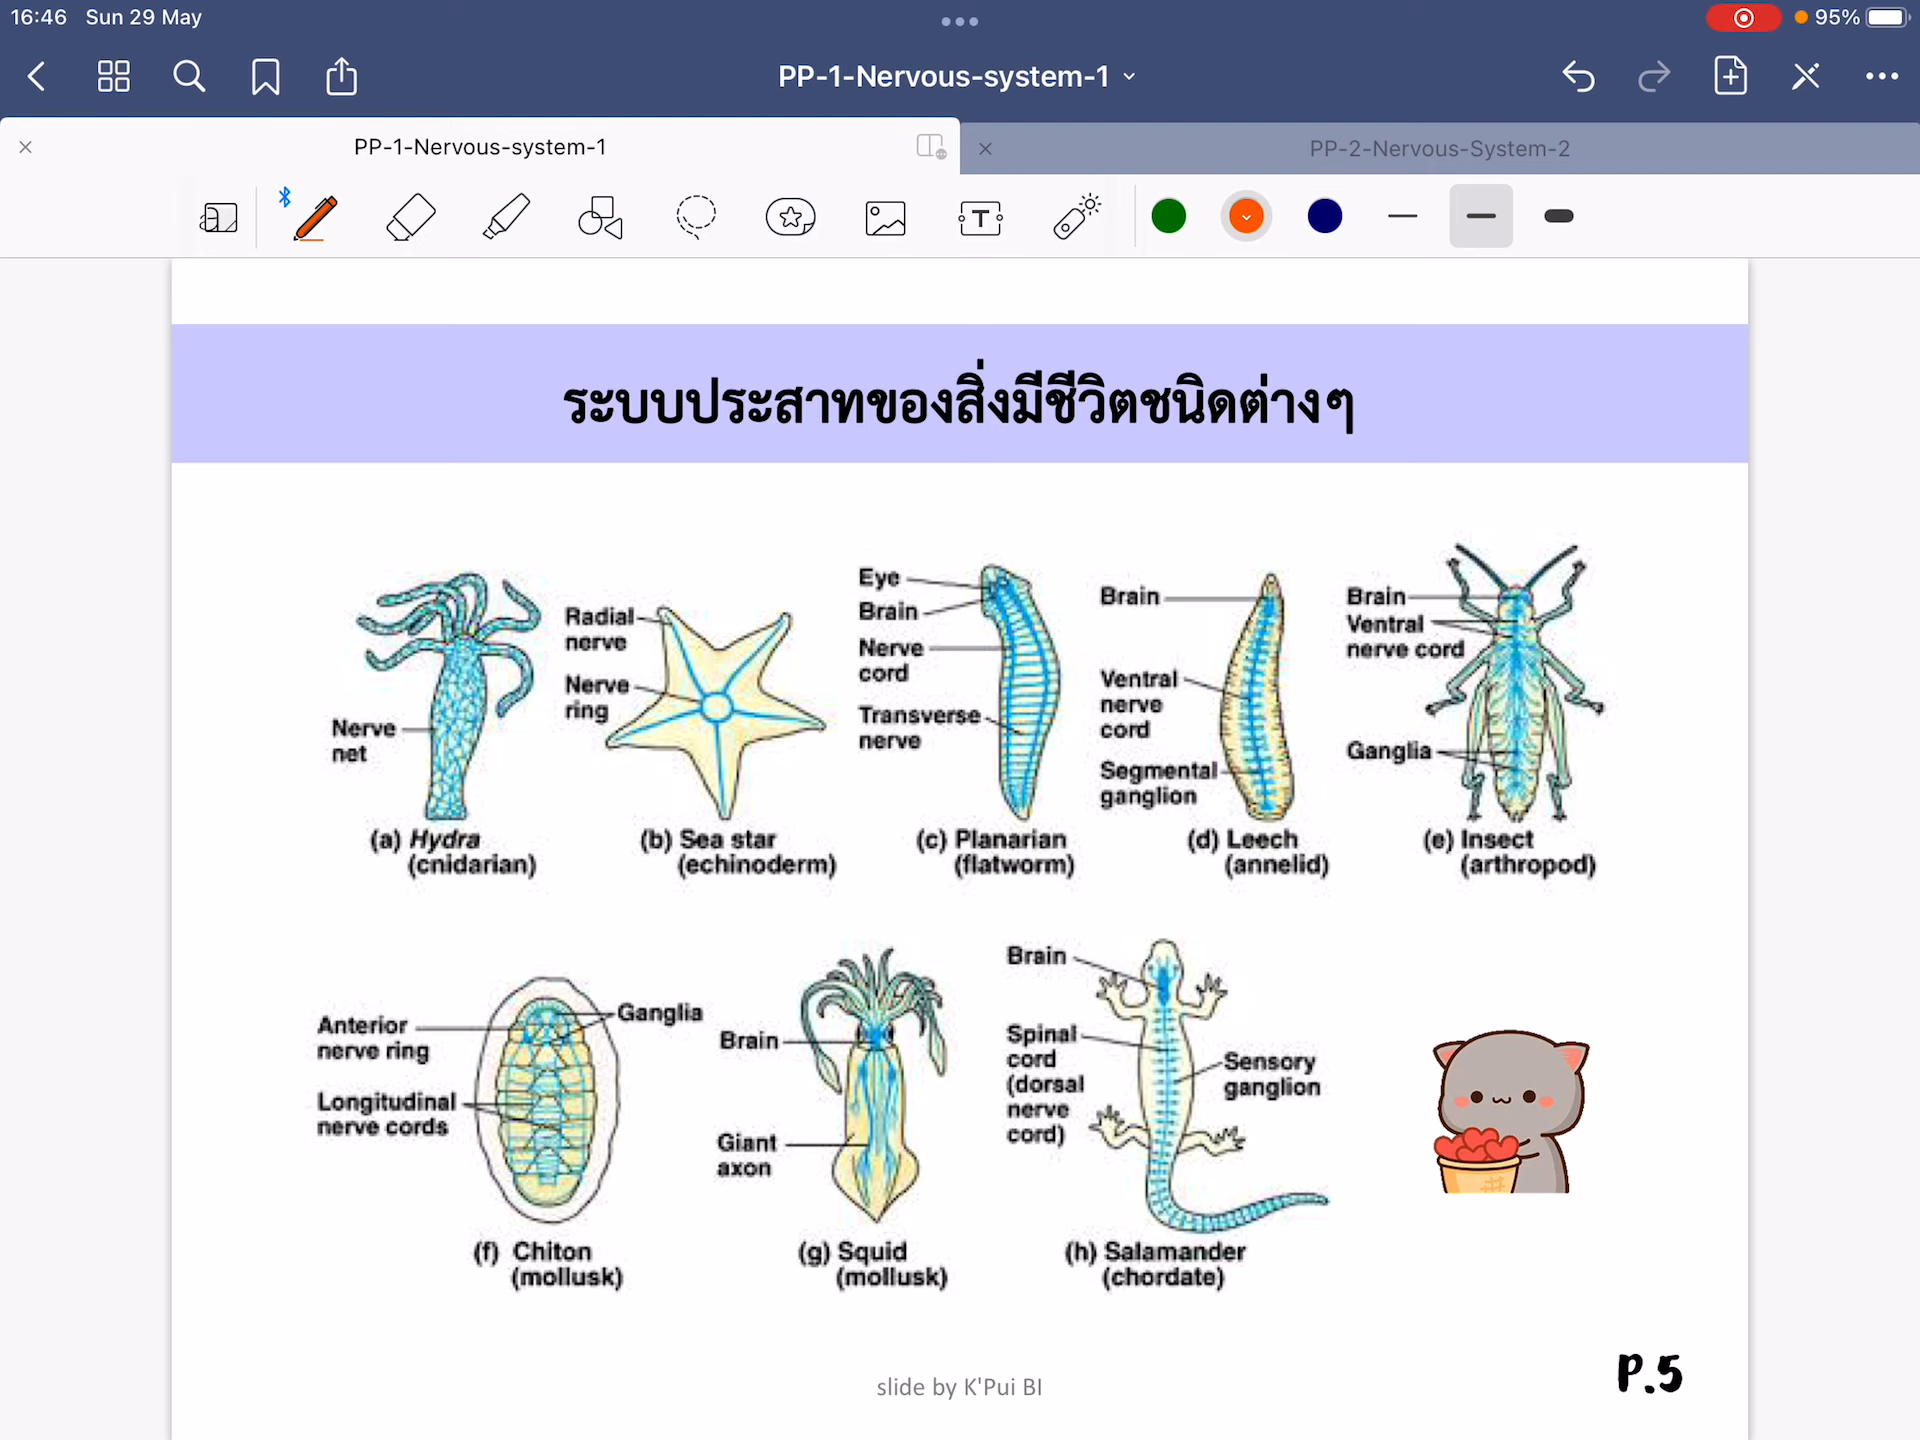 16:46 Sun 29 May
95%
PP-1-Nervous-system-1
PP-1-Nervous-system-1
PP-2-Nervous-System-2
ระบบประสาทของสิ่งมีชีวิตชนิดต่างๆ
Nerve
net
(a) Hydra
(cnidarian)
Radial
nerve
Nerve
ring
(b) Sea star
(echinoderm)
Eye
Brain
Nerve
cord
Transverse
nerve
(c) Planarian
(flatworm)
Brain
Ventral
nerve
cord
Segmental
ganglion
(d) Leech
(annelid)
Brain
Ventral
nerve cord
Ganglia
(e) Insect
(arthropod)
Anterior
nerve ring
Ganglia
Longitudinal
nerve cords
(f) Chiton
(mollusk)
Brain
Giant
axon
(g) Squid
(mollusk)
Brain
Spinal
cord
(dorsal
nerve
cord)
Sensory
ganglion
(h) Salamander
(chordate)
slide by K'Pui BI
P.5